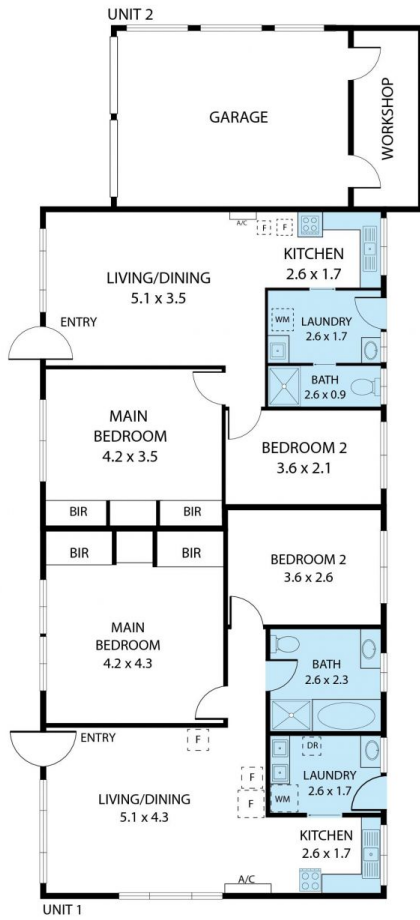 UNIT 2
GARAGE
WORKSHOP
A/C
F
F
KITCHEN
2.6 x 1.7
LIVING/DINING
5.1 x 3.5
ENTRY
WM
LAUNDRY
2.6 x 1.7
BATH
2.6 x 0.9
MAIN
BEDROOM
4.2 x 3.5
BEDROOM 2
3.6 x 2.1
BIR
BIR
BIR
BIR
BEDROOM 2
3.6 x 2.6
MAIN
BEDROOM
4.2 x 4.3
BATH
2.6 x 2.3
ENTRY
F
DR
F
F
WM
LAUNDRY
2.6 x 1.7
LIVING/DINING
5.1 x 4.3
KITCHEN
2.6 x 1.7
A/C
UNIT 1